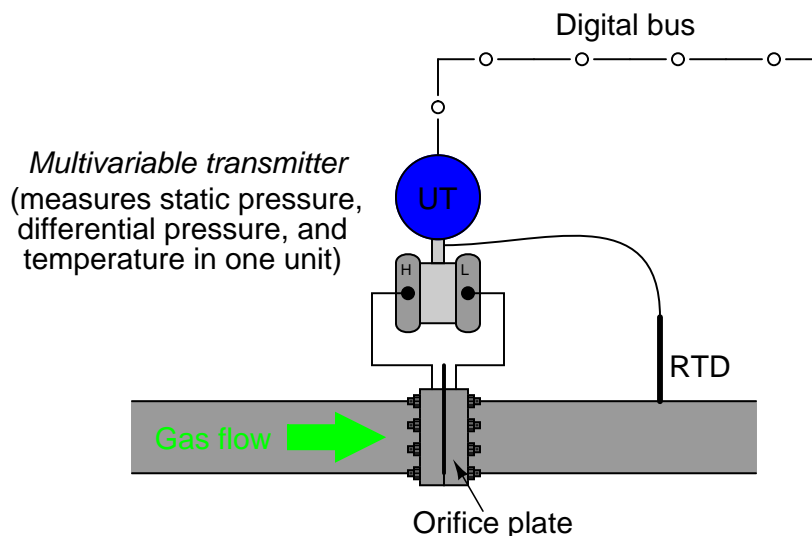 Digital bus
Multivariable transmitter
(measures static pressure,
differential pressure, and
temperature in one unit)
UT
H
L
RTD
Gas flow
Orifice plate